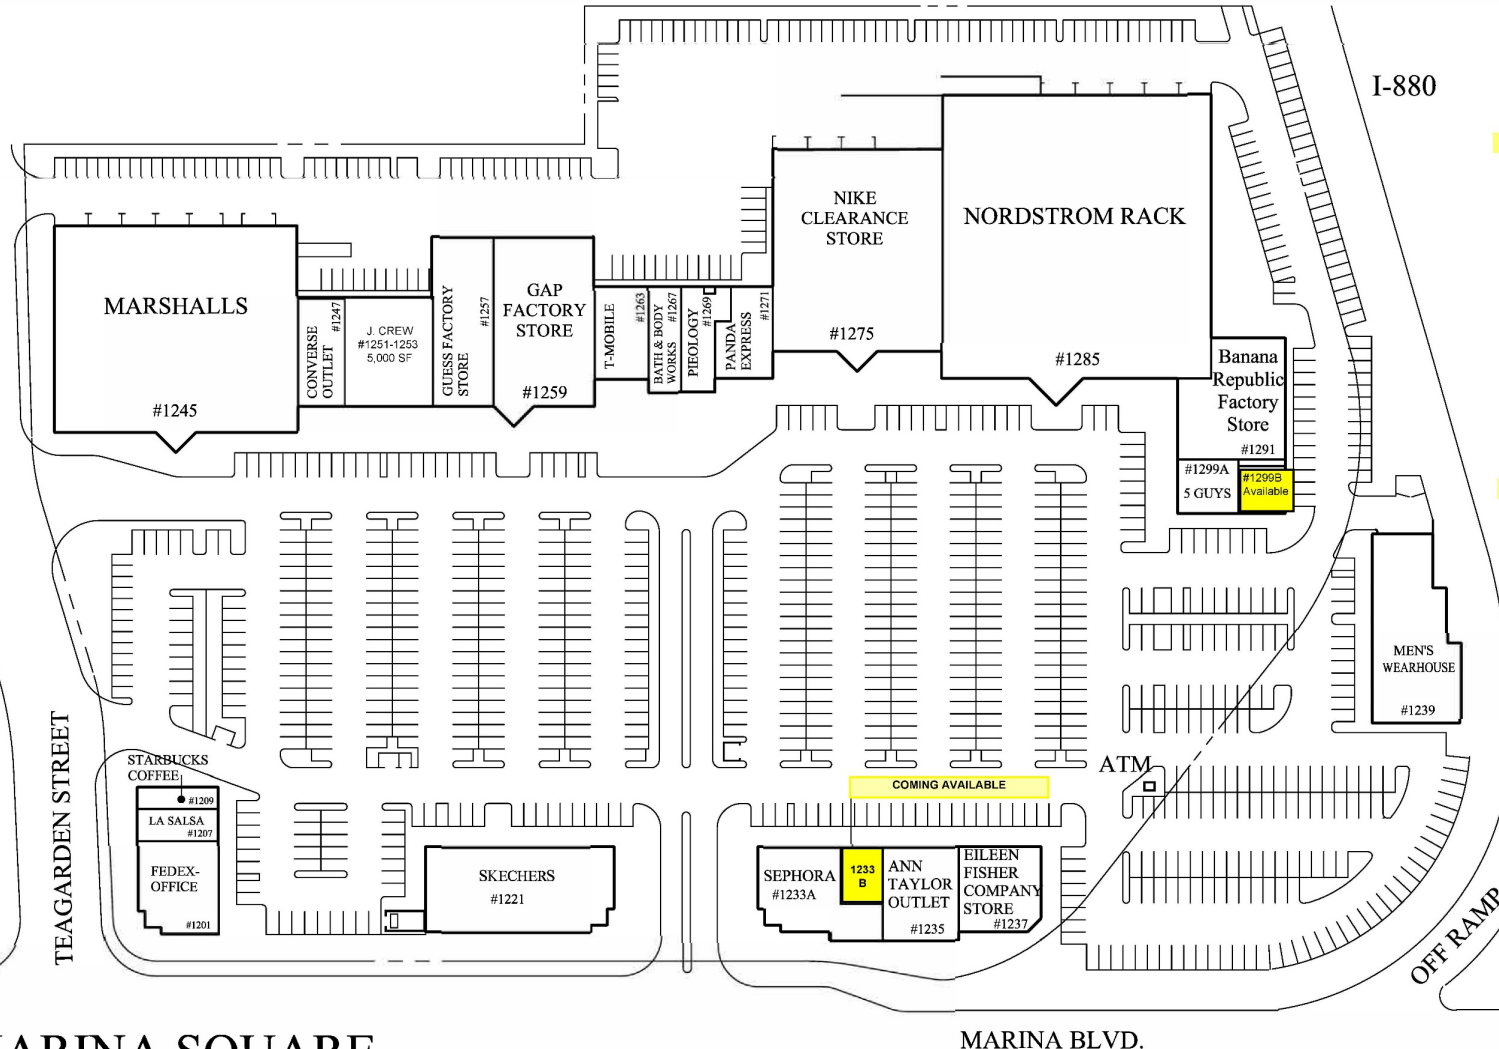 I-880
NIKE
CLEARANCE
STORE
#1275
NORDSTROM RACK
#1285
MARSHALLS
#1245
CONVERSE
OUTLET
#1247
J. CREW
#1251-1253
5,000 SF
GUESS FACTORY
STORE
#1257
GAP
FACTORY
STORE
#1259
T-MOBILE
#1263
BATH & BODY
WORKS
#1267
PIEOLOGY
#1269
PANDA
EXPRESS
#1271
Banana
Republic
Factory
Store
#1291
#1299A
5 GUYS
#1299B
Available
MEN'S
WEARHOUSE
#1239
ATM
COMING AVAILABLE
TEAGARDEN STREET
STARBUCKS
COFFEE
#1209
LA SALSA
#1207
FEDEX-
OFFICE
#1201
SKECHERS
#1221
SEPHORA
#1233A
1233
B
ANN
TAYLOR
OUTLET
#1235
EILEEN
FISHER
COMPANY
STORE
#1237
OFF RAMP
MARINA BLVD.
ARINA SQUARE